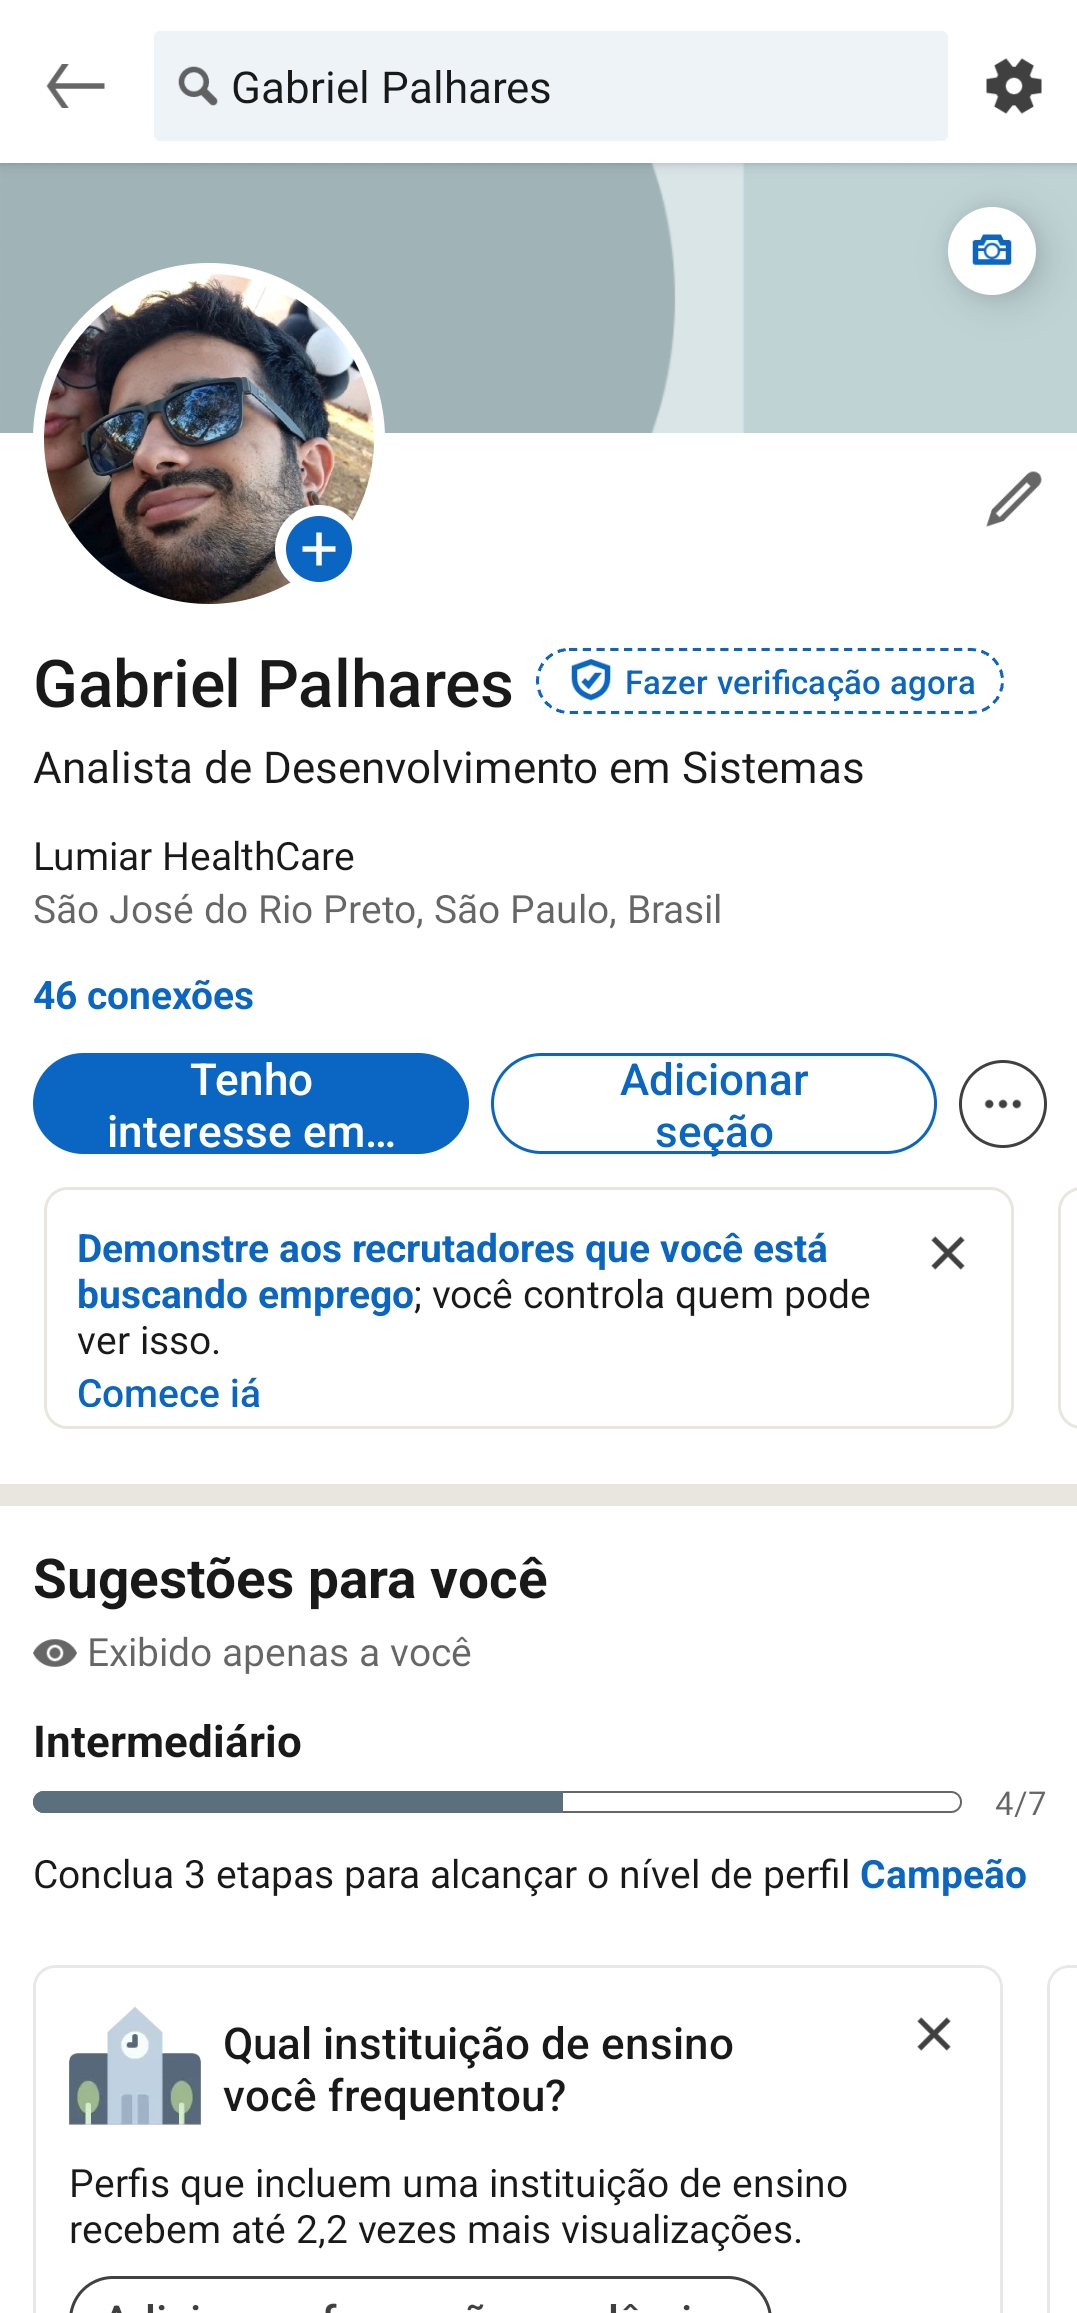 Gabriel Palhares
Gabriel Palhares
Fazer verificação agora
Analista de Desenvolvimento em Sistemas
Lumiar HealthCare
São José do Rio Preto, São Paulo, Brasil
46 conexões
Tenho
interesse em...
Adicionar
seção
Demonstre aos recrutadores que você está
buscando emprego; você controla quem pode
ver isso.
Comece já
Sugestões para você
Exibido apenas a você
Intermediário
4/7
Conclua 3 etapas para alcançar o nível de perfil Campeão
Qual instituição de ensino
você frequentou?
Perfis que incluem uma instituição de ensino
recebem até 2,2 vezes mais visualizações.